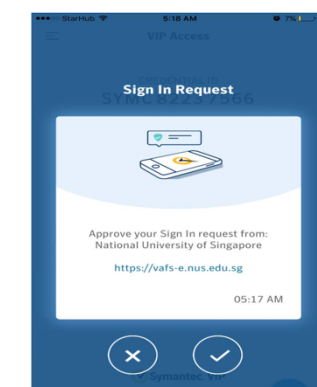 StarHub 5:18 AM 7%
VIP Access
CREDENTIAL ID
Sign In Request
SYMC 8223 7566
Approve your Sign In request from:
National University of Singapore
https://vafs-e.nus.edu.sg
05:17 AM
Symantec VIP